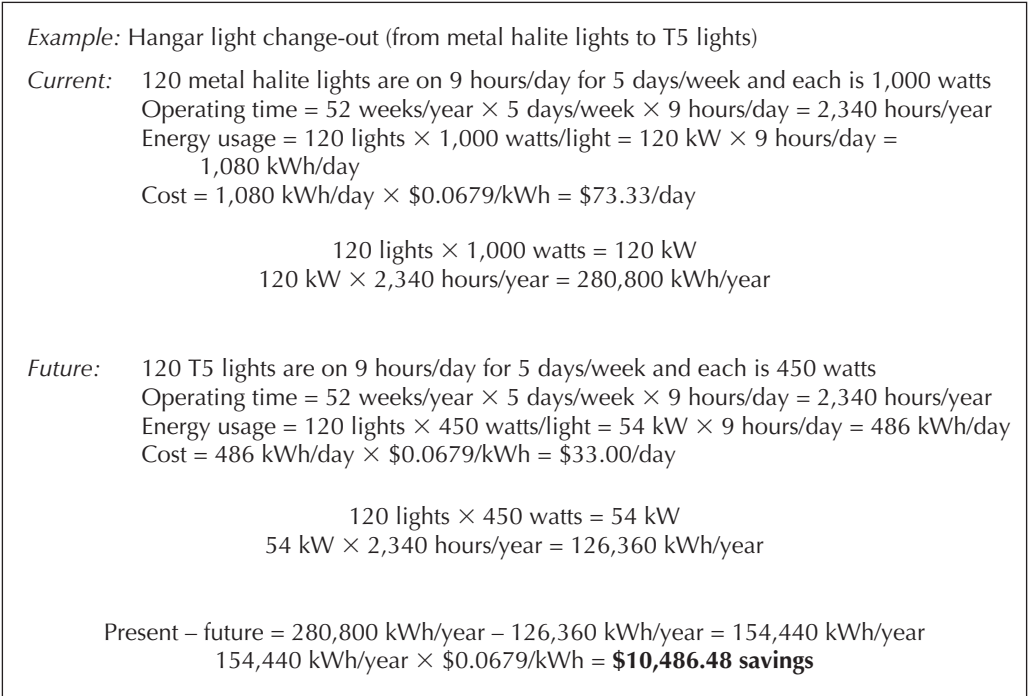 Example: Hangar light change-out (from metal halite lights to T5 lights)
Current: 120 metal halite lights are on 9 hours/day for 5 days/week and each is 1,000 watts
Operating time = 52 weeks/year × 5 days/week × 9 hours/day = 2,340 hours/year
Energy usage = 120 lights × 1,000 watts/light = 120 kW × 9 hours/day =
1,080 kWh/day
Cost = 1,080 kWh/day × $0.0679/kWh = $73.33/day
120 lights × 1,000 watts = 120 kW
120 kW × 2,340 hours/year = 280,800 kWh/year
Future: 120 T5 lights are on 9 hours/day for 5 days/week and each is 450 watts
Operating time = 52 weeks/year × 5 days/week × 9 hours/day = 2,340 hours/year
Energy usage = 120 lights × 450 watts/light = 54 kW × 9 hours/day = 486 kWh/day
Cost = 486 kWh/day × $0.0679/kWh = $33.00/day
120 lights × 450 watts = 54 kW
54 kW × 2,340 hours/year = 126,360 kWh/year
Present – future = 280,800 kWh/year – 126,360 kWh/year = 154,440 kWh/year
154,440 kWh/year × $0.0679/kWh = $10,486.48 savings